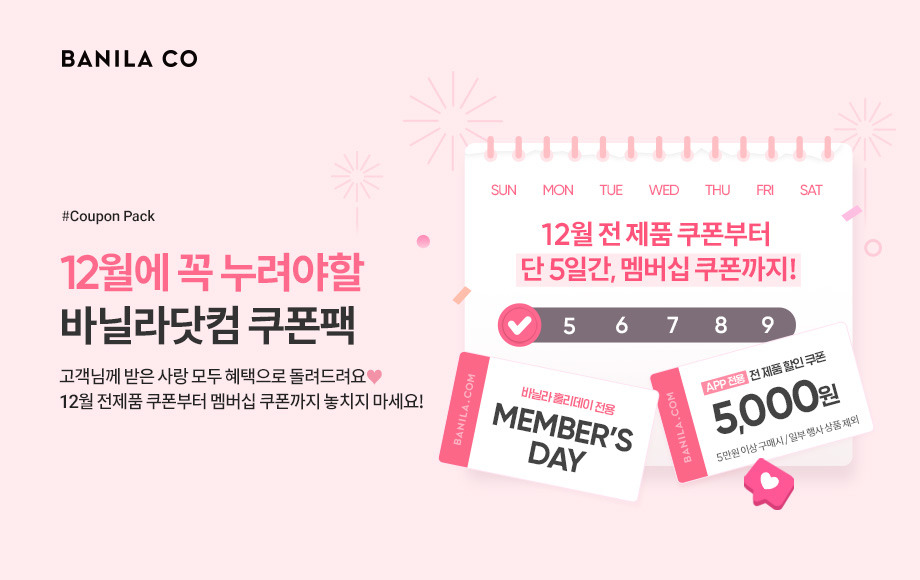 BANILA CO
#Coupon Pack
12월에 꼭 누려야할
바닐라닷컴 쿠폰팩
고객님께 받은 사랑 모두 혜택으로 돌려드려요
12월 전제품 쿠폰부터 멤버십 쿠폰까지 놓치지 마세요!
SUN MON TUE WED THU FRI SAT
12월 전 제품 쿠폰부터
단 5일간, 멤버십 쿠폰까지!
5 6 7 8 9
BANILA.COM
바닐라 홀리데이 전용
MEMBER'S
DAY
BANILA.COM
APP 전용 전 제품 할인 쿠폰
5,000원
5만원 이상 구매시 / 일부 행사 상품 제외